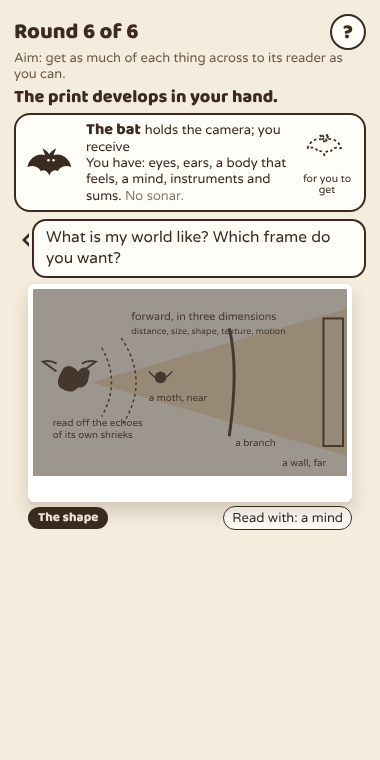 Round 6 of 6
?
Aim: get as much of each thing across to its reader as
you can.
The print develops in your hand.
The bat holds the camera; you
receive
You have: eyes, ears, a body that
feels, a mind, instruments and
sums. No sonar.
for you to
get
What is my world like? Which frame do
you want?
forward, in three dimensions
distance, size, shape, texture, motion
a moth, near
read off the echoes
of its own shrieks
a branch
a wall, far
The shape
Read with: a mind